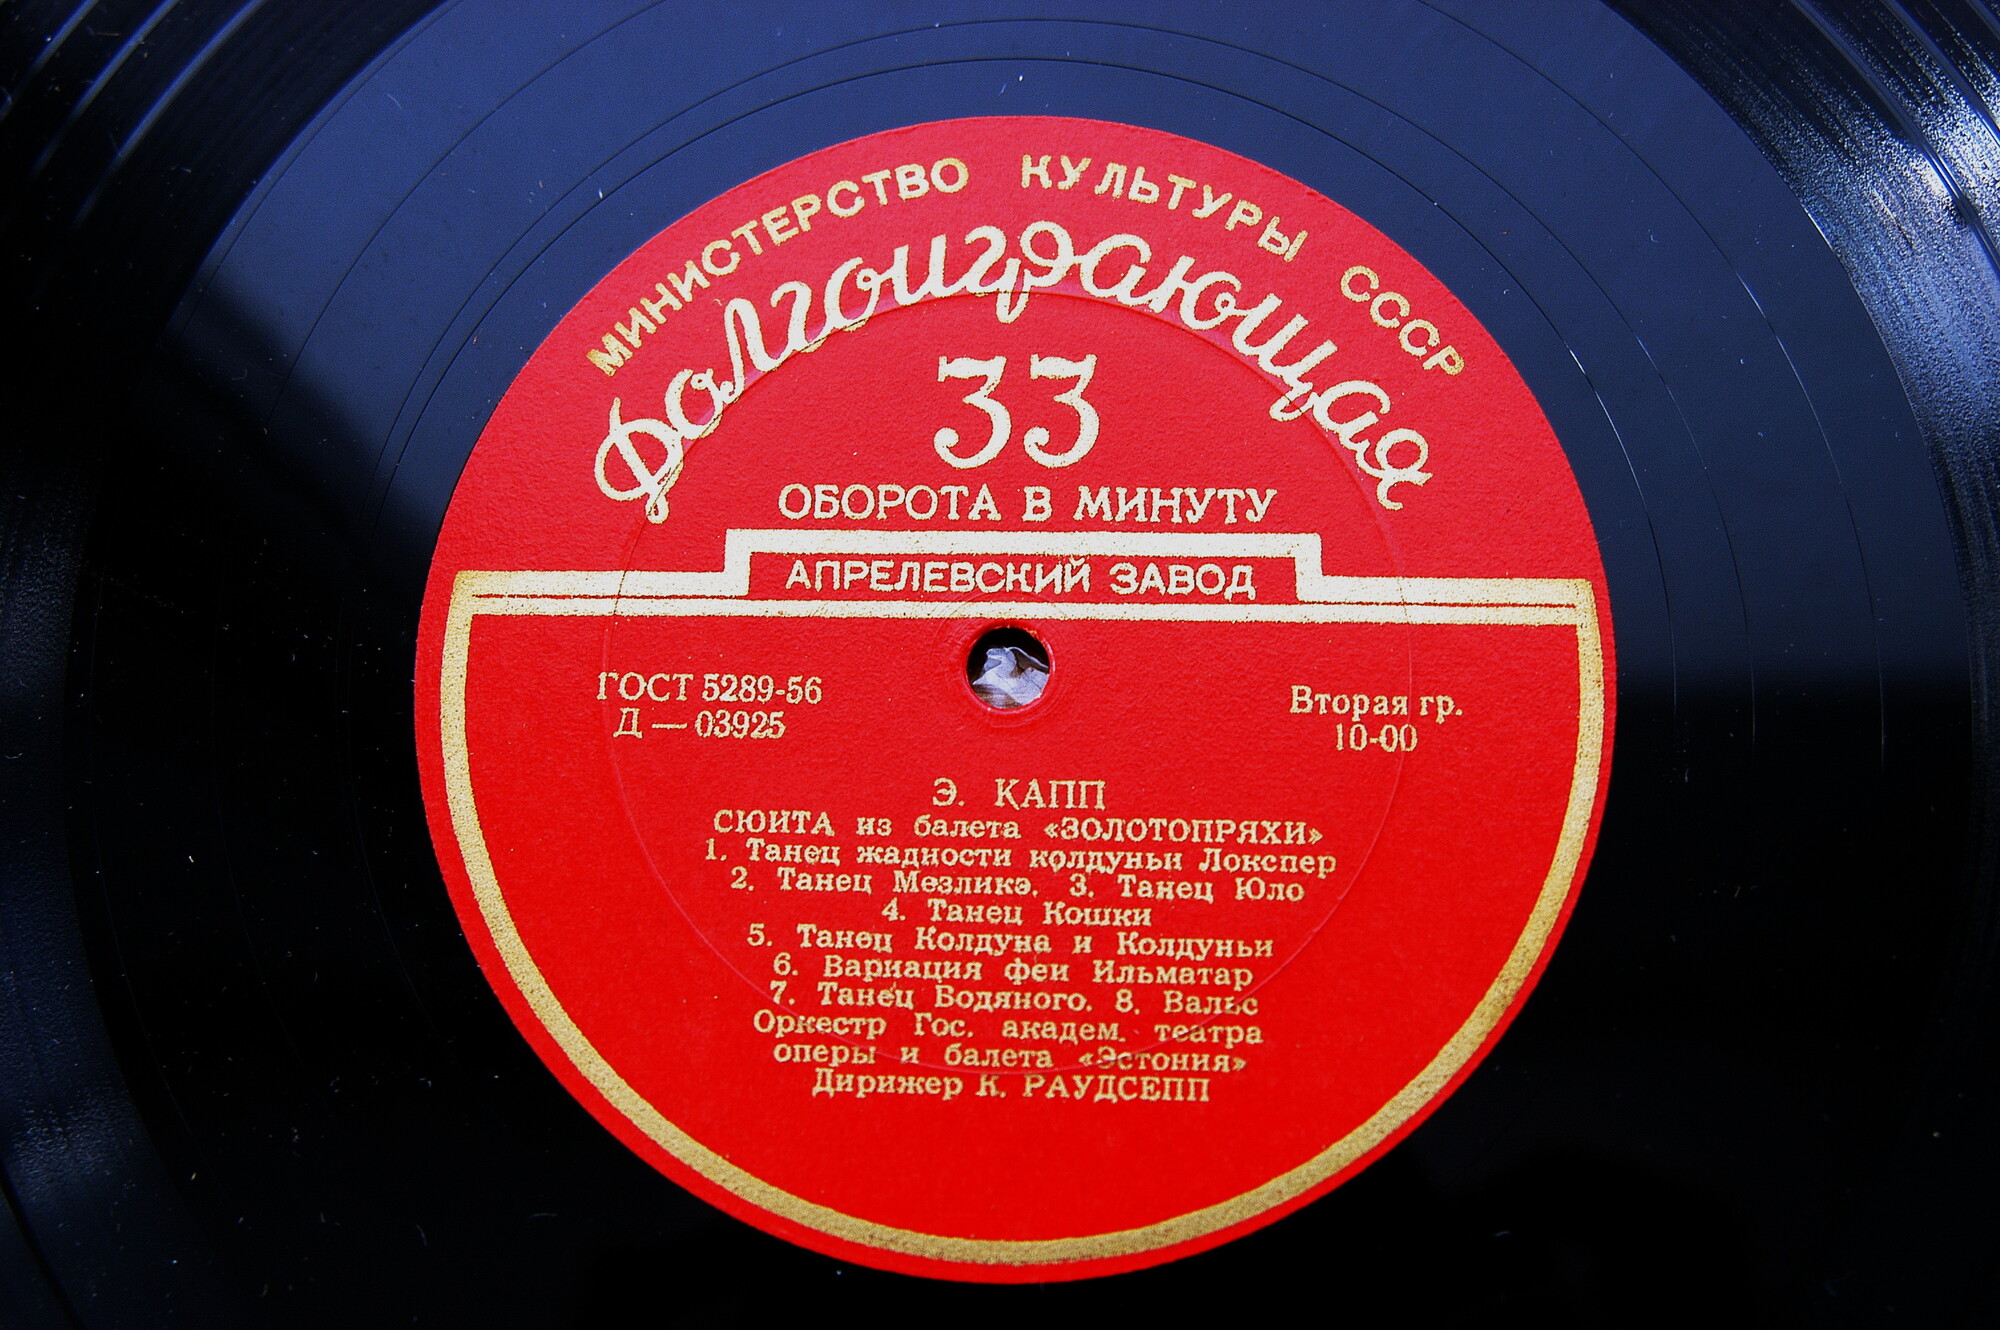 МИНИСТЕРСТВО КУЛЬТУРЫ СССР
Долгоиграющая
33
ОБОРОТА В МИНУТУ
АПРЕЛЕВСКИЙ ЗАВОД
ГОСТ 5289-56
Д — 03925
Вторая гр.
10-00
Э. КАПП
СЮИТА из балета «ЗОЛОТОПРЯХИ»
1. Танец жадности колдуньи Локспер
2. Танец Мезликэ. 3. Танец Юло
4. Танец Кошки
5. Танец Колдуна и Колдуньи
6. Вариация феи Ильматар
7. Танец Водяного. 8. Вальс
Оркестр Гос. академ. театра
оперы и балета «Эстония»
Дирижер К. РАУДСЕПП